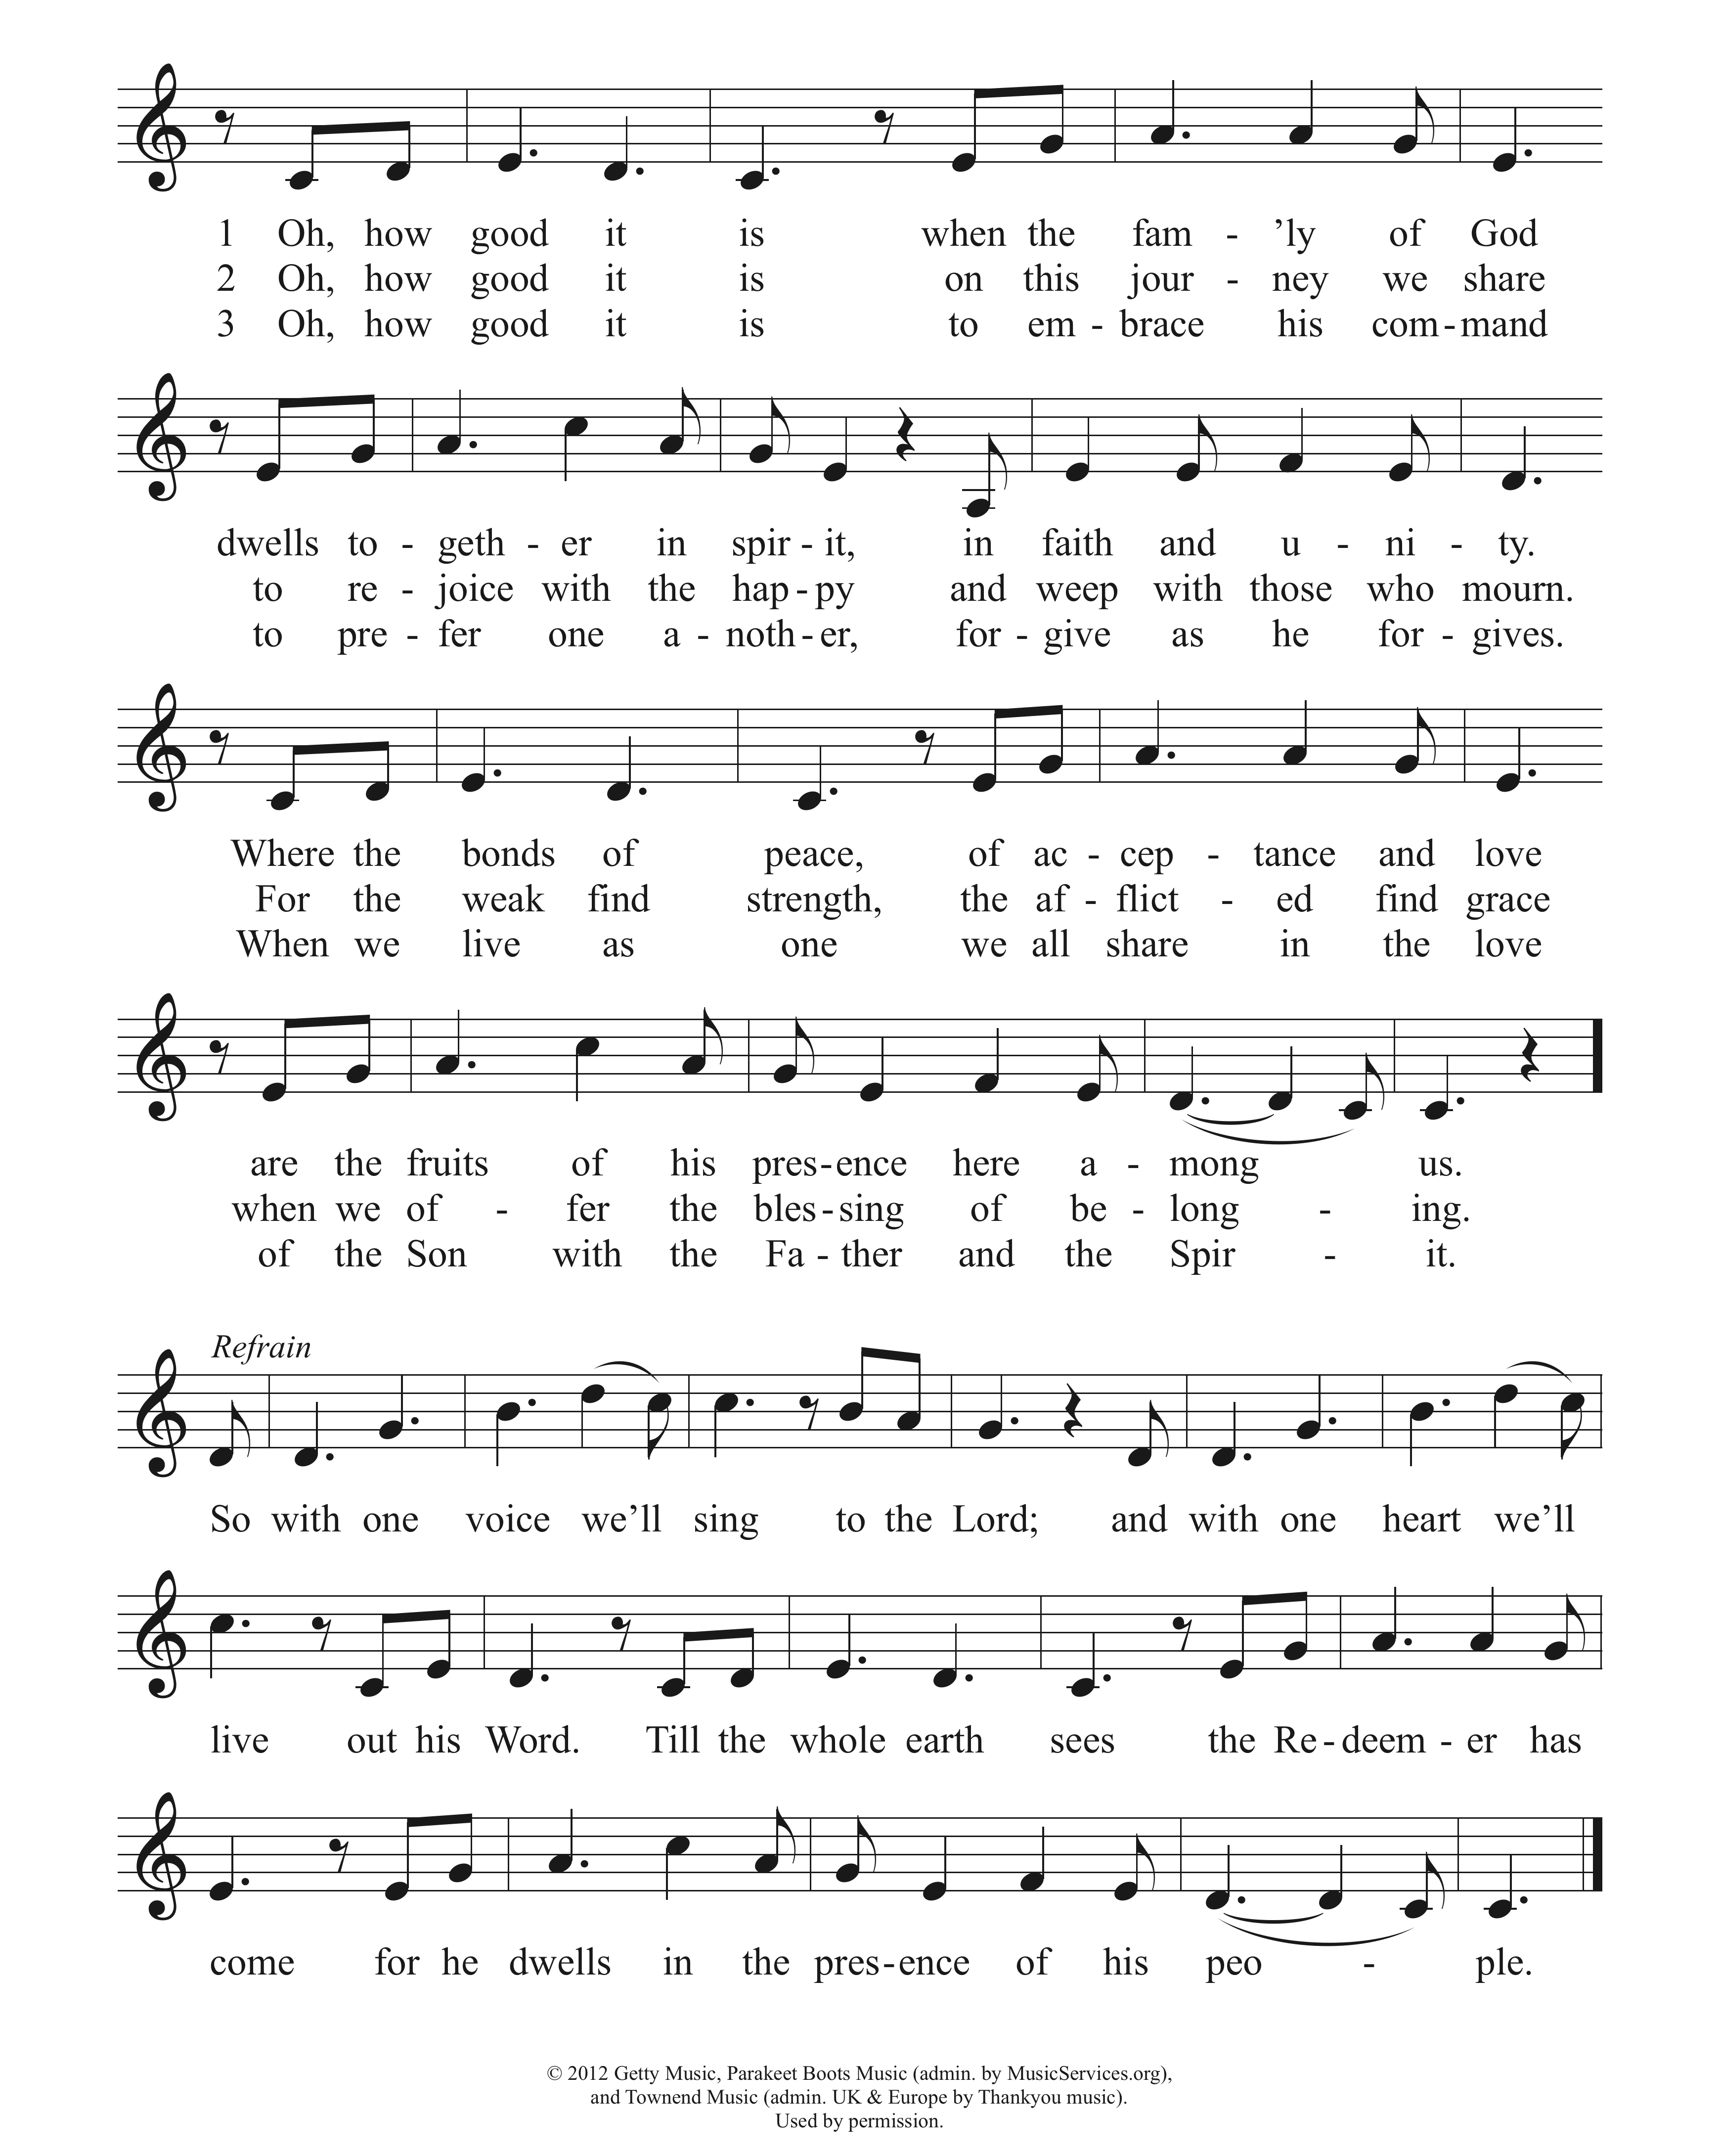 1 Oh, how good it is when the fam - ’ly of God
2 Oh, how good it is on this jour - ney we share
3 Oh, how good it is to em - brace his com - mand
dwells to - geth - er in spir - it, in faith and u - ni - ty.
to re - joice with the hap - py and weep with those who mourn.
to pre - fer one a - noth - er, for - give as he for - gives.
Where the bonds of peace, of ac - cep - tance and love
For the weak find strength, the af - flict - ed find grace
When we live as one we all share in the love
are the fruits of his pres - ence here a - mong us.
when we of - fer the bles - sing of be - long - ing.
of the Son with the Fa - ther and the Spir - it.
Refrain
So with one voice we’ll sing to the Lord; and with one heart we’ll
live out his Word. Till the whole earth sees the Re - deem - er has
come for he dwells in the pres - ence of his peo - ple.
© 2012 Getty Music, Parakeet Boots Music (admin. by MusicServices.org),
and Townend Music (admin. UK & Europe by Thankyou music).
Used by permission.